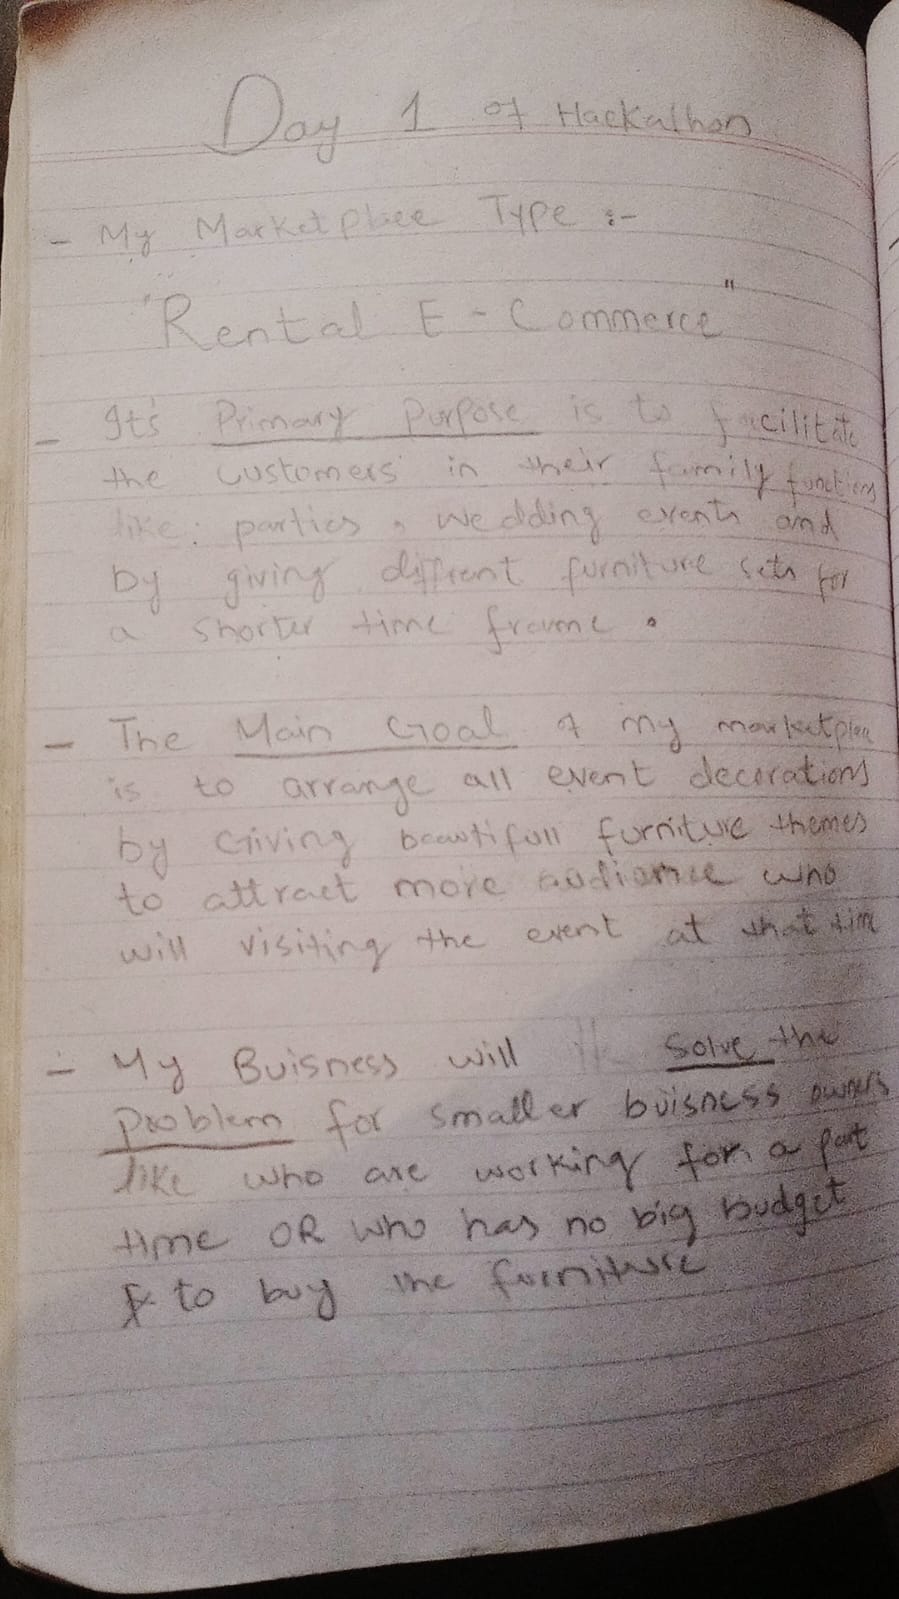 Day 1 of Hackathon
- My Marketplace Type :-
"Rental E-Commerce"
- It's Primary Purpose is to facilitate
the customers in their family functions
like: parties, wedding events and
by giving diffrent furniture sets for
a shorter time frame.
- The Main Goal of my marketplace
is to arrange all event decorations
by Giving beautifull furniture themes
to attract more audiance who
will visiting the event at that time
- My Buisness will solve the
problem for smaller buisness owners
like who are working for a part
time OR who has no big budget
to buy the furniture